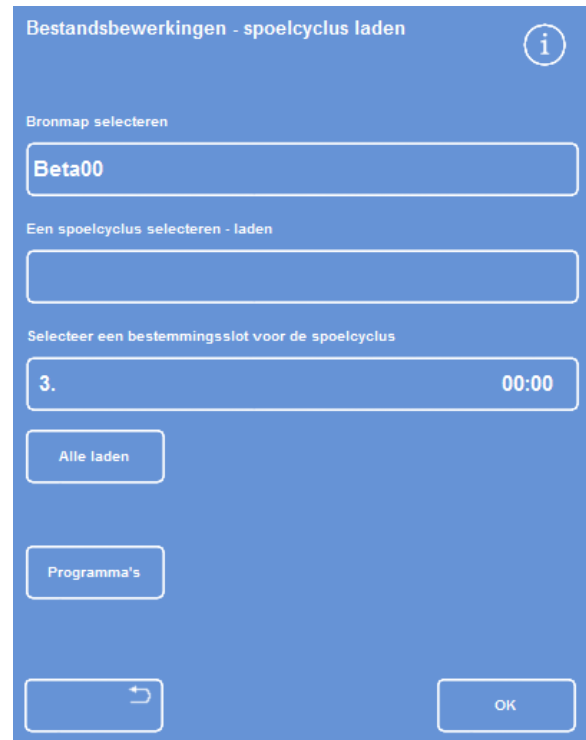 Bestandsbewerkingen - spoelcyclus laden
i
Bronmap selecteren
Beta00
Een spoelcyclus selecteren - laden
Selecteer een bestemmingsslot voor de spoelcyclus
3. 00:00
Alle laden
Programma's
OK